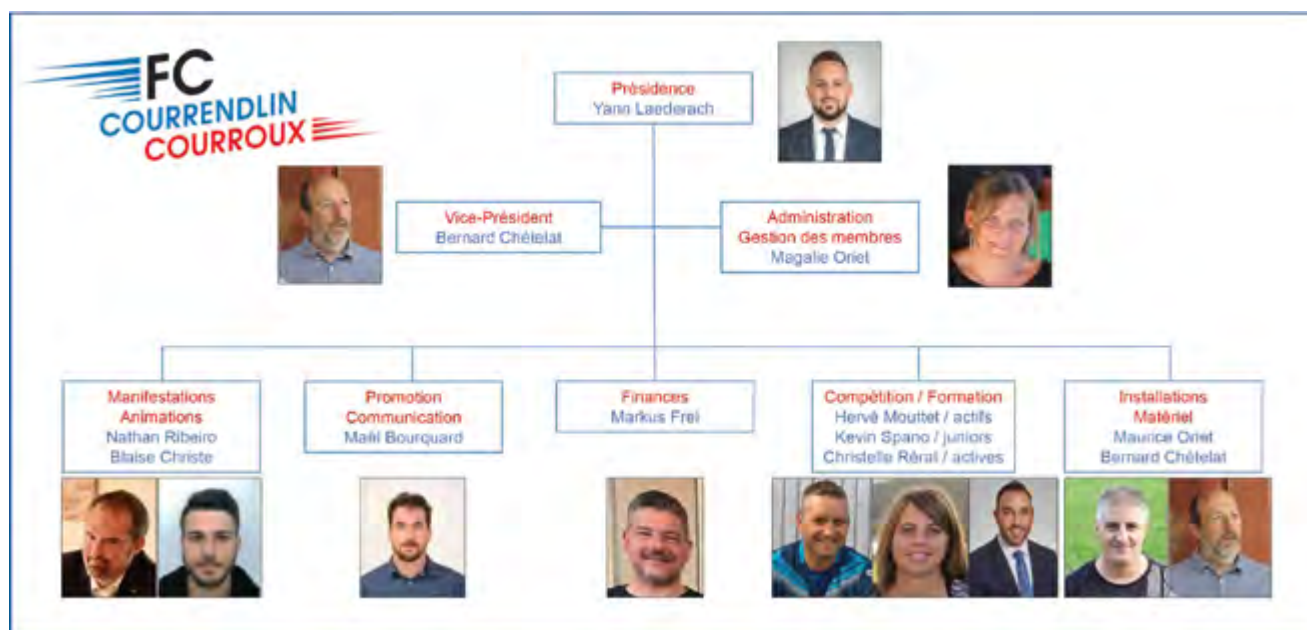 FC
COURRENDLIN
COURROUX
Présidence
Yann Laederach
Vice-Président
Bernard Chételat
Administration
Gestion des membres
Magalie Oriet
Manifestations
Animations
Nathan Ribeiro
Blaise Christe
Promotion
Communication
Maël Bourquard
Finances
Markus Frei
Compétition / Formation
Hervé Mouttet / actifs
Kevin Spano / juniors
Christelle Rérat / actives
Installations
Matériel
Maurice Oriet
Bernard Chételat